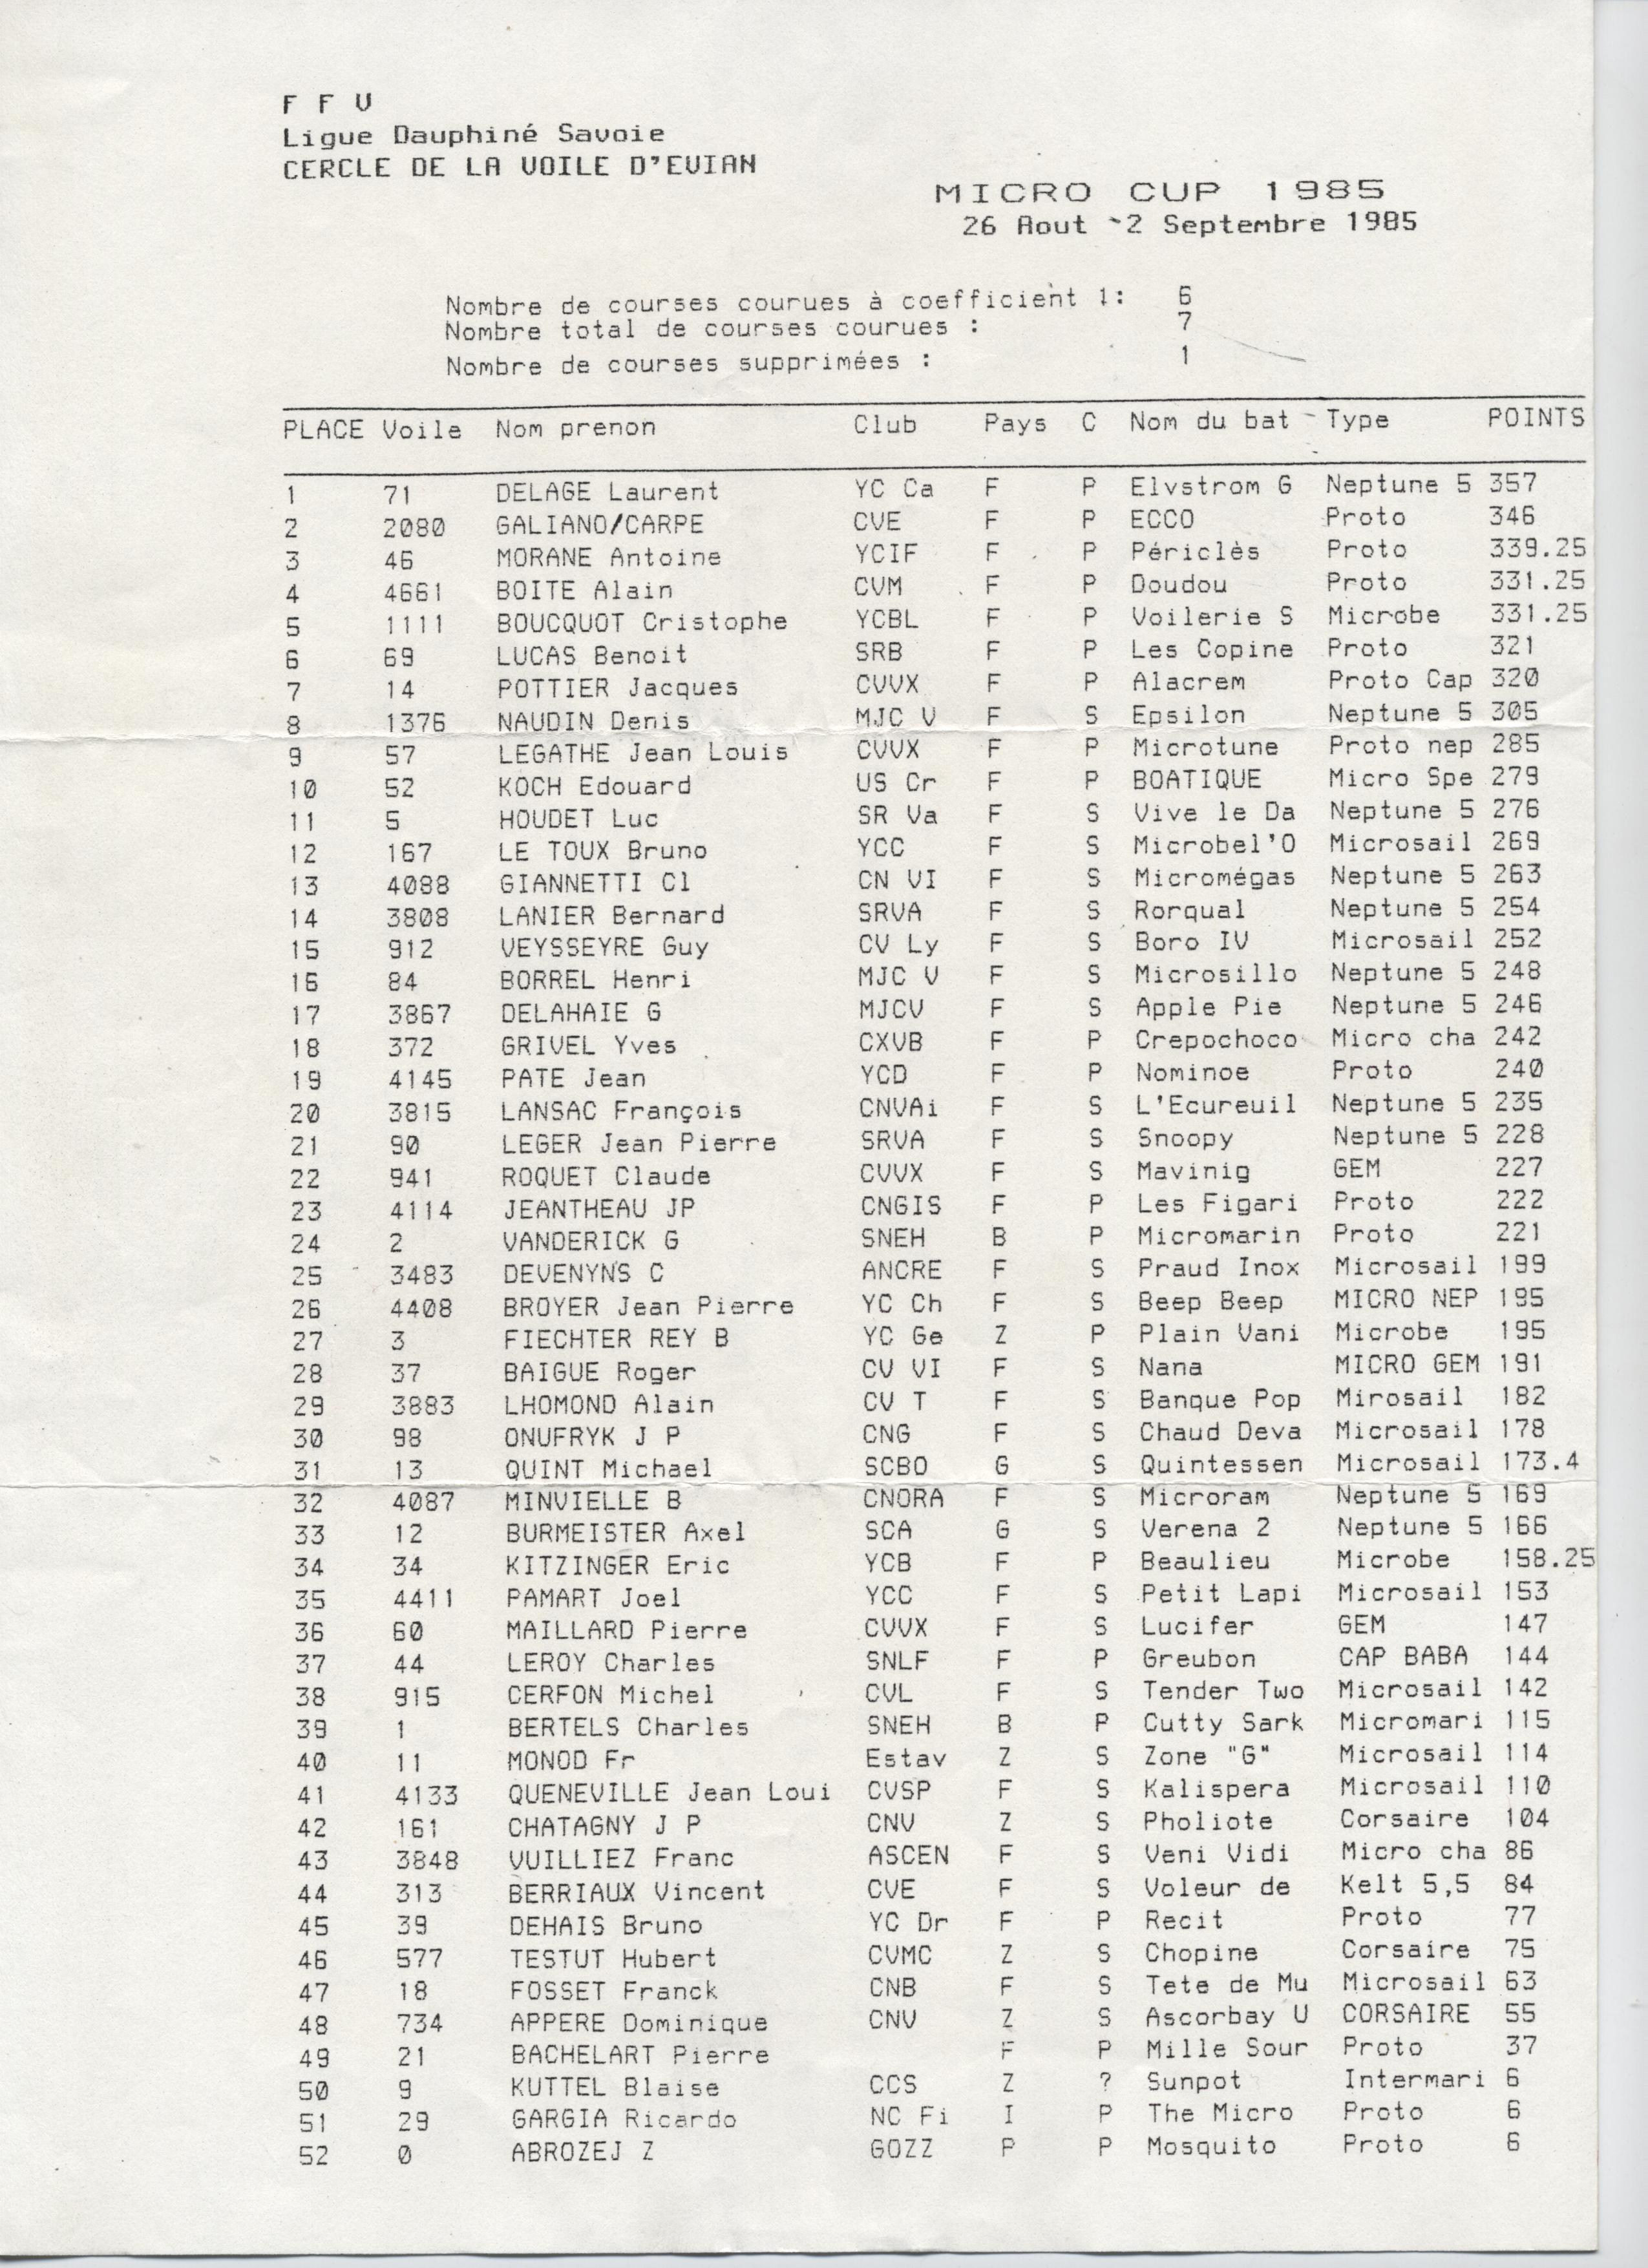 F F V
Ligue Dauphiné Savoie
CERCLE DE LA VOILE D'EVIAN
MICRO CUP 1985
26 Aout -2 Septembre 1985
Nombre de courses courues à coefficient 1: 6
Nombre total de courses courues : 7
Nombre de courses supprimées : 1
PLACE Voile Nom prenon Club Pays C Nom du bat - Type POINTS
1 71 DELAGE Laurent YC Ca F P Elvstrom G Neptune 5 357
2 2080 GALIANO/CARPE CVE F P ECCO Proto 346
3 46 MORANE Antoine YCIF F P Périclès Proto 339.25
4 4661 BOITE Alain CVM F P Doudou Proto 331.25
5 1111 BOUCQUOT Cristophe YCBL F P Voilerie S Microbe 331.25
6 69 LUCAS Benoit SRB F P Les Copine Proto 321
7 14 POTTIER Jacques CVVX F P Alacrem Proto Cap 320
8 1376 NAUDIN Denis MJC V F S Epsilon Neptune 5 305
9 57 LEGATHE Jean Louis CVVX F P Microtune Proto nep 285
10 52 KOCH Edouard US Cr F P BOATIQUE Micro Spe 279
11 5 HOUDET Luc SR Va F S Vive le Da Neptune 5 276
12 167 LE TOUX Bruno YCC F S Microbel'O Microsail 269
13 4088 GIANNETTI Cl CN VI F S Micromégas Neptune 5 263
14 3808 LANIER Bernard SRVA F S Rorqual Neptune 5 254
15 912 VEYSSEYRE Guy CV Ly F S Boro IV Microsail 252
16 84 BORREL Henri MJC V F S Microsillo Neptune 5 248
17 3867 DELAHAIE G MJCV F S Apple Pie Neptune 5 246
18 372 GRIVEL Yves CXVB F P Crepochoco Micro cha 242
19 4145 PATE Jean YCD F P Nominoe Proto 240
20 3815 LANSAC François CNVAi F S L'Ecureuil Neptune 5 235
21 90 LEGER Jean Pierre SRVA F S Snoopy Neptune 5 228
22 941 ROQUET Claude CVVX F S Mavinig GEM 227
23 4114 JEANTHEAU JP CNGIS F P Les Figari Proto 222
24 2 VANDERICK G SNEH B P Micromarin Proto 221
25 3483 DEVENYNS C ANCRE F S Praud Inox Microsail 199
26 4408 BROYER Jean Pierre YC Ch F S Beep Beep MICRO NEP 195
27 3 FIECHTER REY B YC Ge Z P Plain Vani Microbe 195
28 37 BAIGUE Roger CV VI F S Nana MICRO GEM 191
29 3883 LHOMOND Alain CV T F S Banque Pop Mirosail 182
30 98 ONUFRYK J P CNG F S Chaud Deva Microsail 178
31 13 QUINT Michael SCBO G S Quintessen Microsail 173.4
32 4087 MINVIELLE B CNORA F S Microram Neptune 5 169
33 12 BURMEISTER Axel SCA G S Verena 2 Neptune 5 166
34 34 KITZINGER Eric YCB F P Beaulieu Microbe 158.25
35 4411 PAMART Joel YCC F S Petit Lapi Microsail 153
36 60 MAILLARD Pierre CVVX F S Lucifer GEM 147
37 44 LEROY Charles SNLF F P Greubon CAP BABA 144
38 915 CERFON Michel CVL F S Tender Two Microsail 142
39 1 BERTELS Charles SNEH B P Cutty Sark Micromari 115
40 11 MONOD Fr Estav Z S Zone "G" Microsail 114
41 4133 QUENEVILLE Jean Loui CVSP F S Kalispera Microsail 110
42 161 CHATAGNY J P CNV Z S Pholiote Corsaire 104
43 3848 VUILLIEZ Franc ASCEN F S Veni Vidi Micro cha 86
44 313 BERRIAUX Vincent CVE F S Voleur de Kelt 5,5 84
45 39 DEHAIS Bruno YC Dr F P Recit Proto 77
46 577 TESTUT Hubert CVMC Z S Chopine Corsaire 75
47 18 FOSSET Franck CNB F S Tete de Mu Microsail 63
48 734 APPERE Dominique CNV Z S Ascorbay U CORSAIRE 55
49 21 BACHELART Pierre F P Mille Sour Proto 37
50 9 KUTTEL Blaise CCS Z ? Sunpot Intermari 6
51 29 GARGIA Ricardo NC Fi I P The Micro Proto 6
52 0 ABROZEJ Z GOZZ P P Mosquito Proto 6